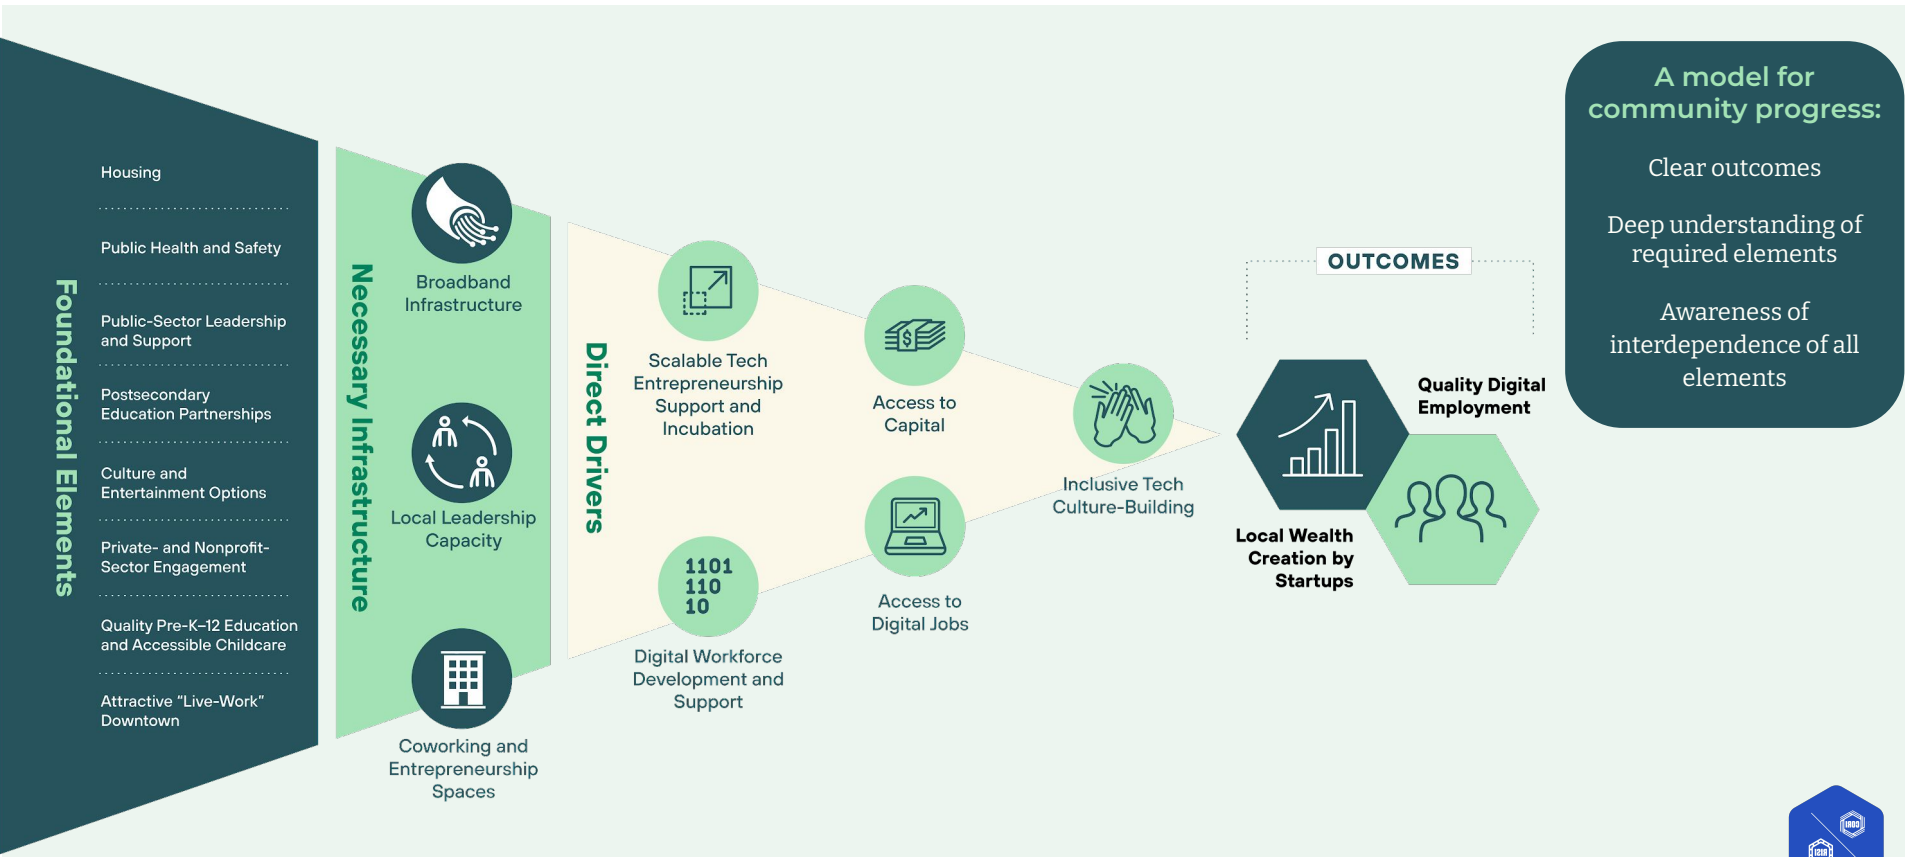 Foundational Elements
Housing
Public Health and Safety
Public-Sector Leadership
and Support
Postsecondary
Education Partnerships
Culture and
Entertainment Options
Private- and Nonprofit-
Sector Engagement
Quality Pre-K–12 Education
and Accessible Childcare
Attractive “Live-Work”
Downtown
Necessary Infrastructure
Broadband
Infrastructure
Local Leadership
Capacity
Coworking and
Entrepreneurship
Spaces
Direct Drivers
Scalable Tech
Entrepreneurship
Support and
Incubation
1101
110
10
Digital Workforce
Development and
Support
$
Access to
Capital
Access to
Digital Jobs
Inclusive Tech
Culture-Building
OUTCOMES
Quality Digital
Employment
Local Wealth
Creation by
Startups
A model for
community progress:
Clear outcomes
Deep understanding of
required elements
Awareness of
interdependence of all
elements
CORI
RISI